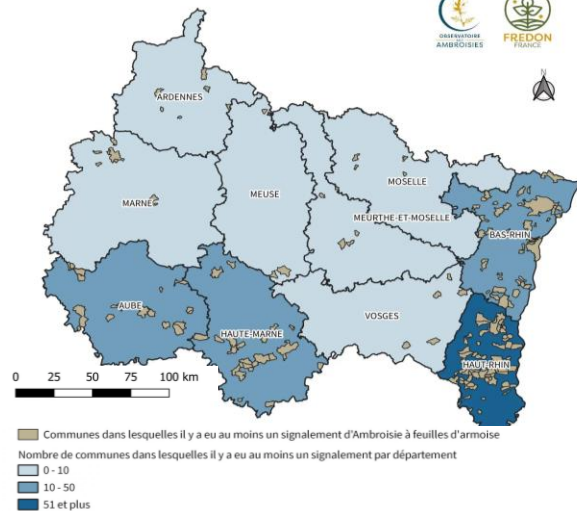 OBSERVATOIRE
DES
AMBROISIES
FREDON
FRANCE
N
ARDENNES
MARNE
MEUSE
MOSELLE
MEURTHE-ET-MOSELLE
BAS-RHIN
AUBE
HAUTE-MARNE
VOSGES
HAUT-RHIN
0 25 50 75 100 km
Communes dans lesquelles il y a eu au moins un signalement d'Ambroisie à feuilles d'armoise
Nombre de communes dans lesquelles il y a eu au moins un signalement par département
0 - 10
10 - 50
51 et plus